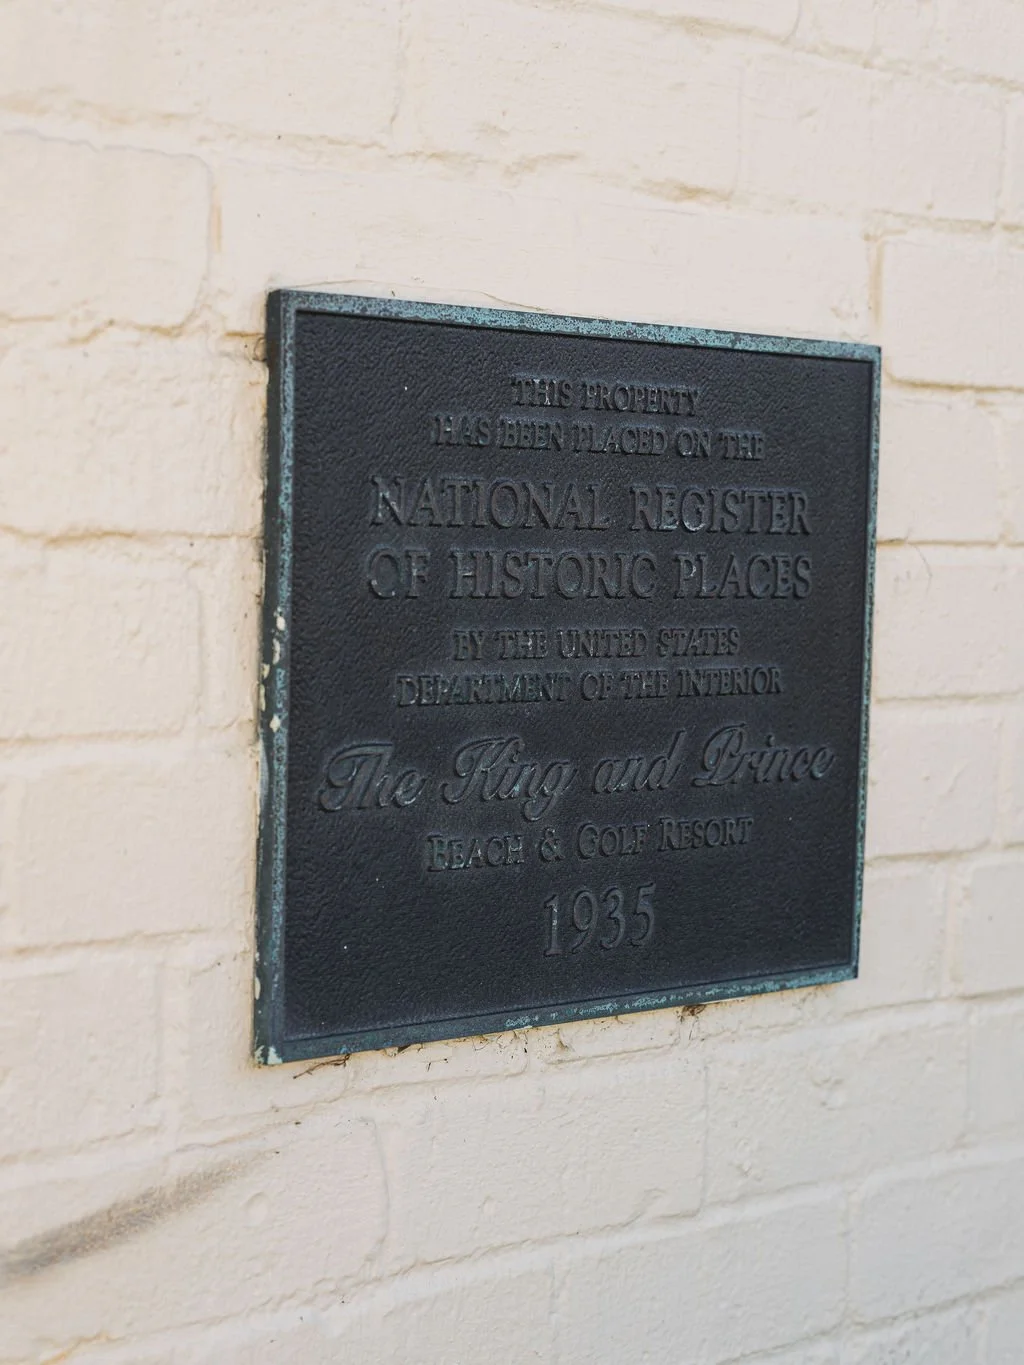 THIS PROPERTY
HAS BEEN PLACED ON THE
NATIONAL REGISTER
OF HISTORIC PLACES
BY THE UNITED STATES
DEPARTMENT OF THE INTERIOR
The King and Prince
BEACH & GOLF RESORT
1935